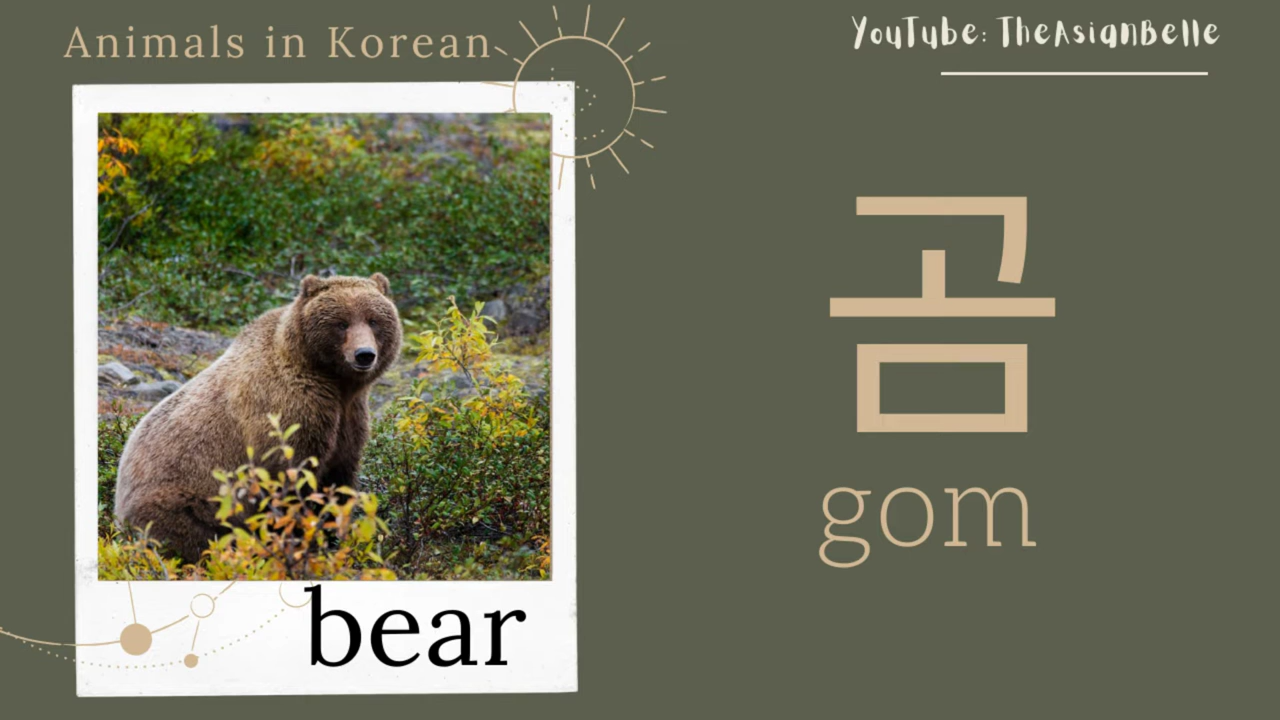 Animals in Korean
YouTube: TheAsianBelle
곰
gom
bear